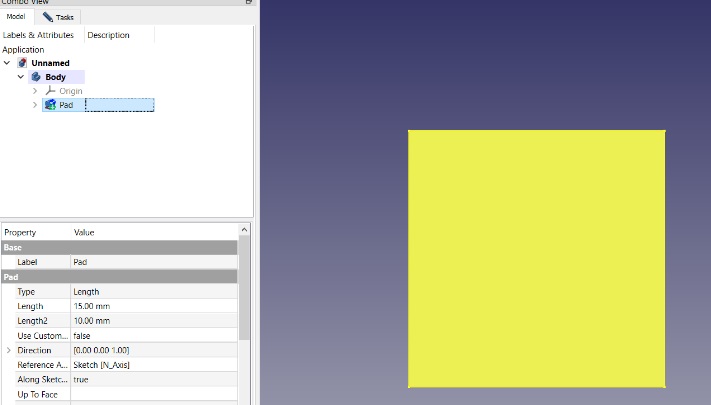 Combo View
Model Tasks
Labels & Attributes Description
Application
Unnamed
Body
Origin
Pad
Property Value
Base
Label Pad
Pad
Type Length
Length 15.00 mm
Length2 10.00 mm
Use Custom... false
Direction [0.00 0.00 1.00]
Reference A... Sketch [N_Axis]
Along Sketc... true
Up To Face